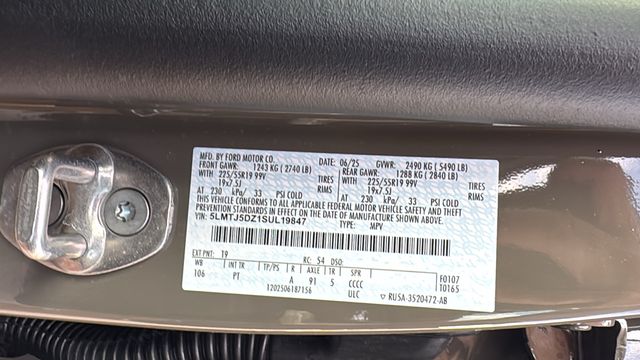 MFD. BY FORD MOTOR CO. DATE: 06/25 GVWR: 2490 KG ( 5490 LB)
FRONT GAWR: 1243 KG ( 2740 LB) REAR GAWR: 1288 KG ( 2840 LB)
WITH 225/55R19 99V TIRES WITH 225/55R19 99V TIRES
19x7.5J RIMS 19x7.5J RIMS
AT 230 kPa/ 33 PSI COLD AT 230 kPa/ 33 PSI COLD
THIS VEHICLE CONFORMS TO ALL APPLICABLE FEDERAL MOTOR VEHICLE SAFETY AND THEFT
PREVENTION STANDARDS IN EFFECT ON THE DATE OF MANUFACTURE SHOWN ABOVE.
VIN: 5LMTJ5DZ1SUL19847 TYPE: MPV
EXT PNT: T9 RC: 54 DSO: F0107
WB INT TR TP/PS R AXLE TR SPR T0165
106 PT A 91 5 CCCC
1202506187156 ULC ▽ RUSA-3520472-AB